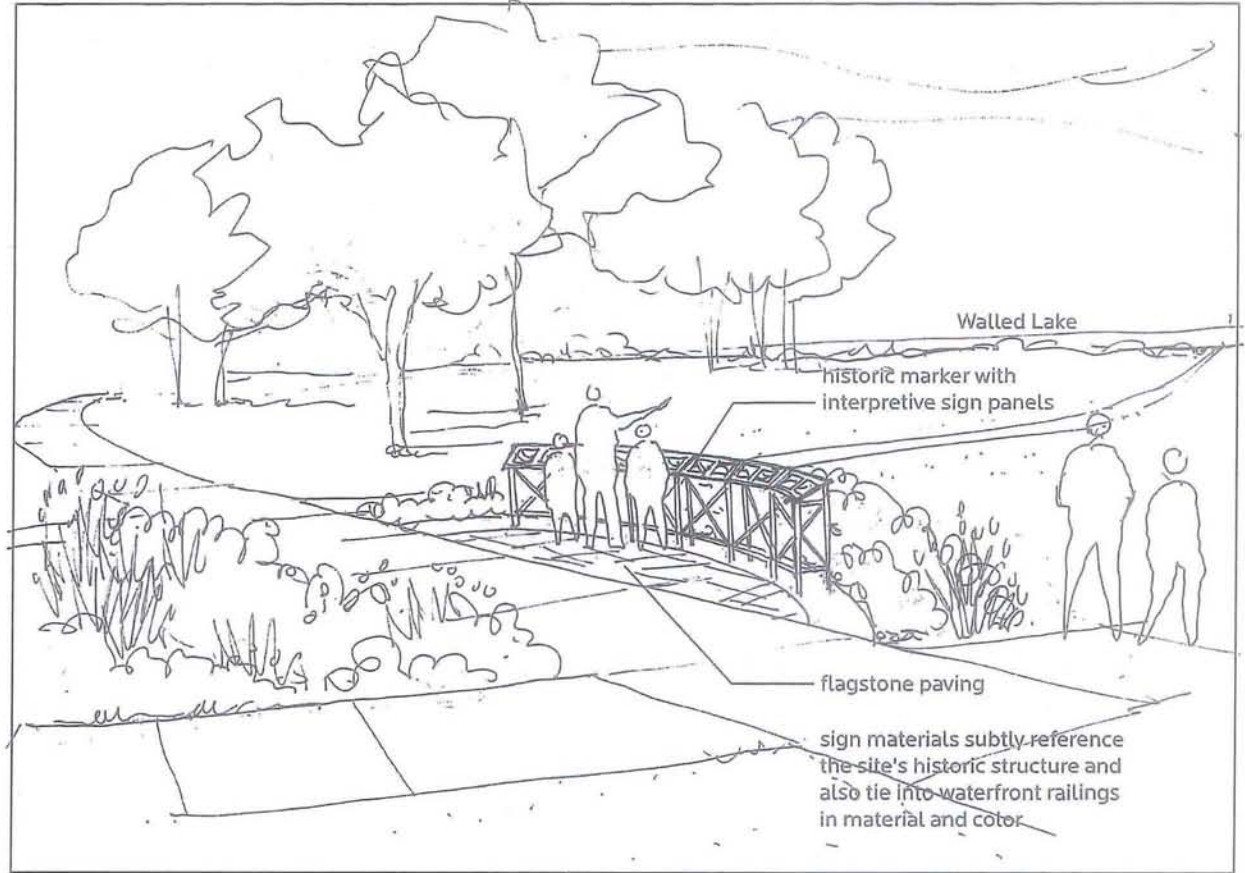 Walled Lake
historic marker with
interpretive sign panels
flagstone paving
sign materials subtly reference
the site's historic structure and
also tie into waterfront railings
in material and color